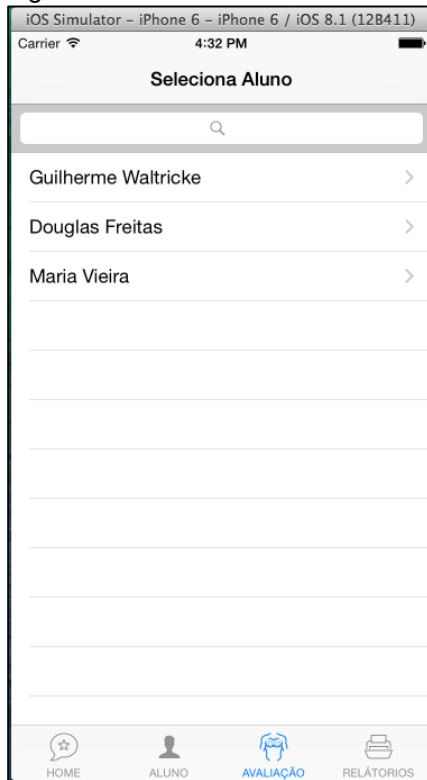 iOS Simulator – iPhone 6 – iPhone 6 / iOS 8.1 (12B411)
Carrier 4:32 PM
Seleciona Aluno
Guilherme Waltricke
Douglas Freitas
Maria Vieira
HOME ALUNO AVALIAÇÃO RELÁTORIOS